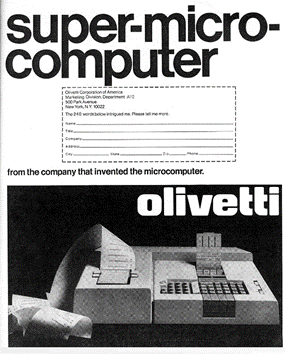 super-micro-
computer
Olivetti Corporation of America
Marketing Division, Department A12
500 Park Avenue
New York, N.Y. 10022
The 246 words below intrigued me. Please tell me more.
Name
Title
Company
Address
City State Zip Phone
from the company that invented the microcomputer.
olivetti